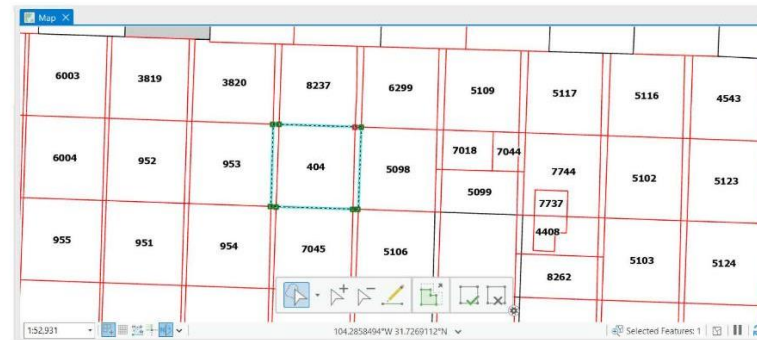 Map
6003 3819 3820 8237 6299 5109 5117 5116 4543
7018 7044
6004 952 953 404 5098 7744 5102 5123
5099
7737
955 951 954 7045 5106 4408 5103 5124
8262
1:52,931 104.2858494°W 31.7269112°N Selected Features: 1